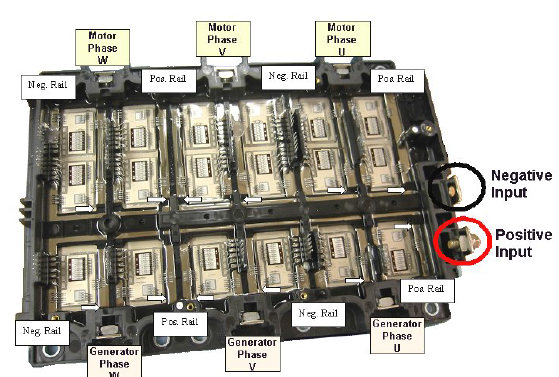 Motor
Phase
W
Motor
Phase
V
Motor
Phase
U
Neg. Rail
Pos. Rail
Neg. Rail
Pos. Rail
Negative
Input
Positive
Input
Neg. Rail
Pos. Rail
Neg. Rail
Pos. Rail
Generator
Phase
W
Generator
Phase
V
Generator
Phase
U